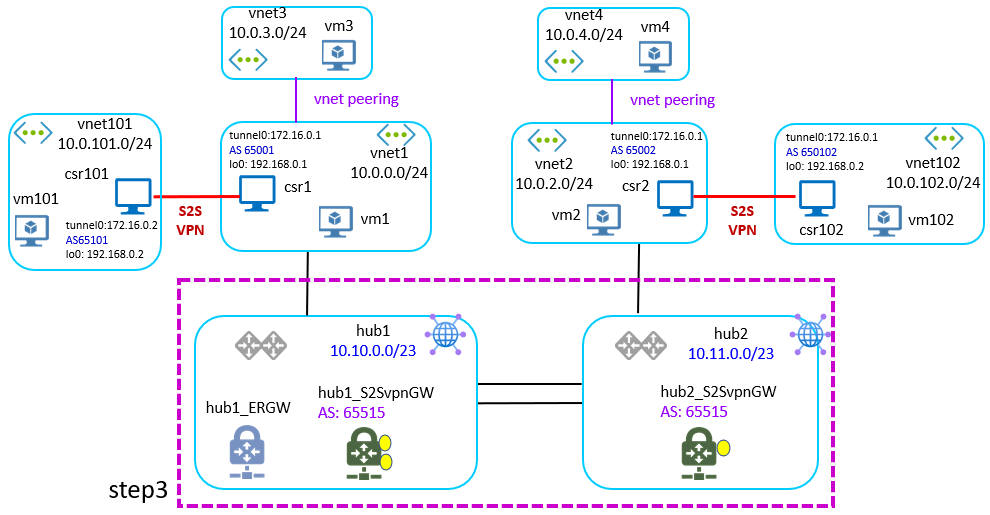 vnet3
10.0.3.0/24
vm3
vnet4
10.0.4.0/24
vm4
vnet peering
vnet peering
vnet101
10.0.101.0/24
csr101
vm101
tunnel0:172.16.0.2
AS65101
lo0: 192.168.0.2
S2S
VPN
tunnel0:172.16.0.1
AS 65001
lo0: 192.168.0.1
vnet1
10.0.0.0/24
csr1
vm1
vnet2
10.0.2.0/24
tunnel0:172.16.0.1
AS 65002
lo0: 192.168.0.1
csr2
vm2
S2S
VPN
tunnel0:172.16.0.1
AS 650102
lo0: 192.168.0.2
vnet102
10.0.102.0/24
csr102
vm102
hub1
10.10.0.0/23
hub1_ERGW
hub1_S2SvpnGW
AS: 65515
hub2
10.11.0.0/23
hub2_S2SvpnGW
AS: 65515
step3